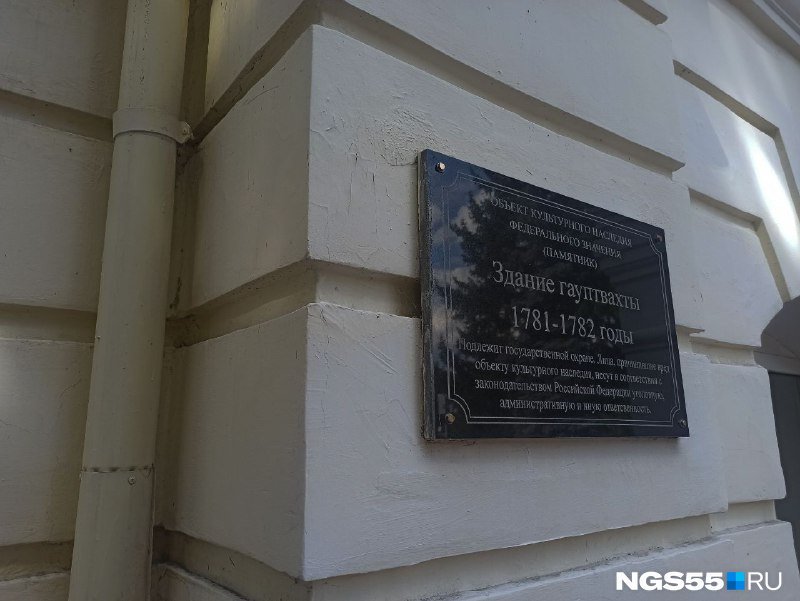 ОБЪЕКТ КУЛЬТУРНОГО НАСЛЕДИЯ
ФЕДЕРАЛЬНОГО ЗНАЧЕНИЯ
(ПАМЯТНИК)
Здание гауптвахты
1781-1782 годы
Подлежит государственной охране. Лица, причинившие вред
объекту культурного наследия, несут в соответствии с
законодательством Российской Федерации уголовную,
административную и иную ответственность.
NGS55.RU